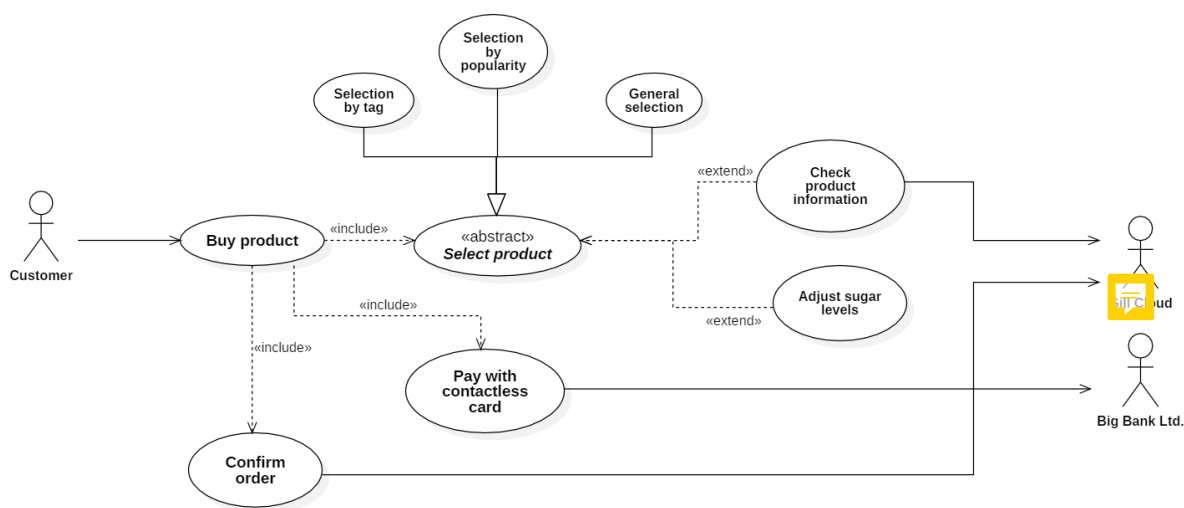 Selection
by
popularity
Selection
by tag
General
selection
«extend»
Check
product
information
«include»
«abstract»
Buy product
Select product
Customer
«include»
Adjust sugar
levels
«extend»
Cloud
«include»
Pay with
contactless
card
Big Bank Ltd.
Confirm
order